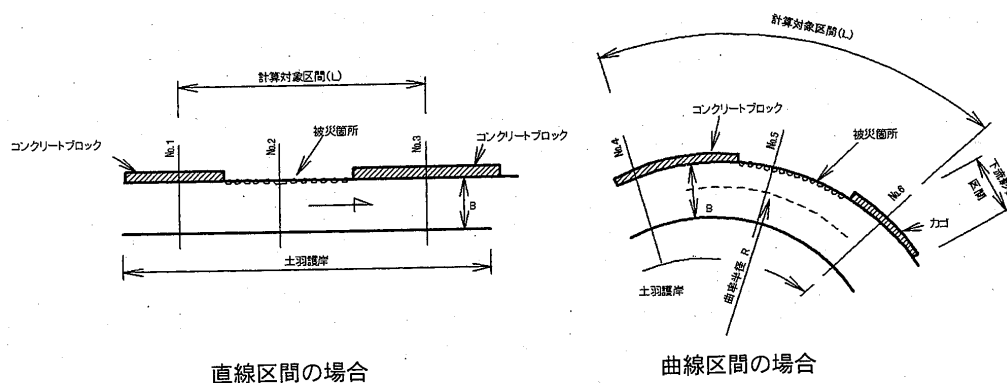 計算対象区間(L)
No.1
No.2
No.3
被災箇所
コンクリートブロック
コンクリートブロック
B
土羽護岸
直線区間の場合
計算対象区間(L)
コンクリートブロック
No.4
No.5
被災箇所
No.6
区間
カゴ
B
曲率半径 R
土羽護岸
曲線区間の場合